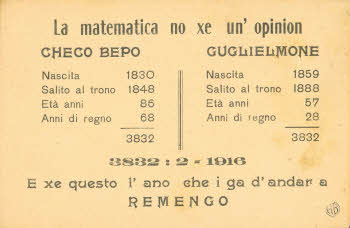 La matematica no xe un' opinion
CHECO BEPO
Nascita 1830
Salito al trono 1848
Età anni 86
Anni di regno 68
3832
GUGLIELMONE
Nascita 1859
Salito al trono 1888
Età anni 57
Anni di regno 28
3832
3832 : 2 - 1916
E xe questo l' ano che i ga d' andar a
REMENGO